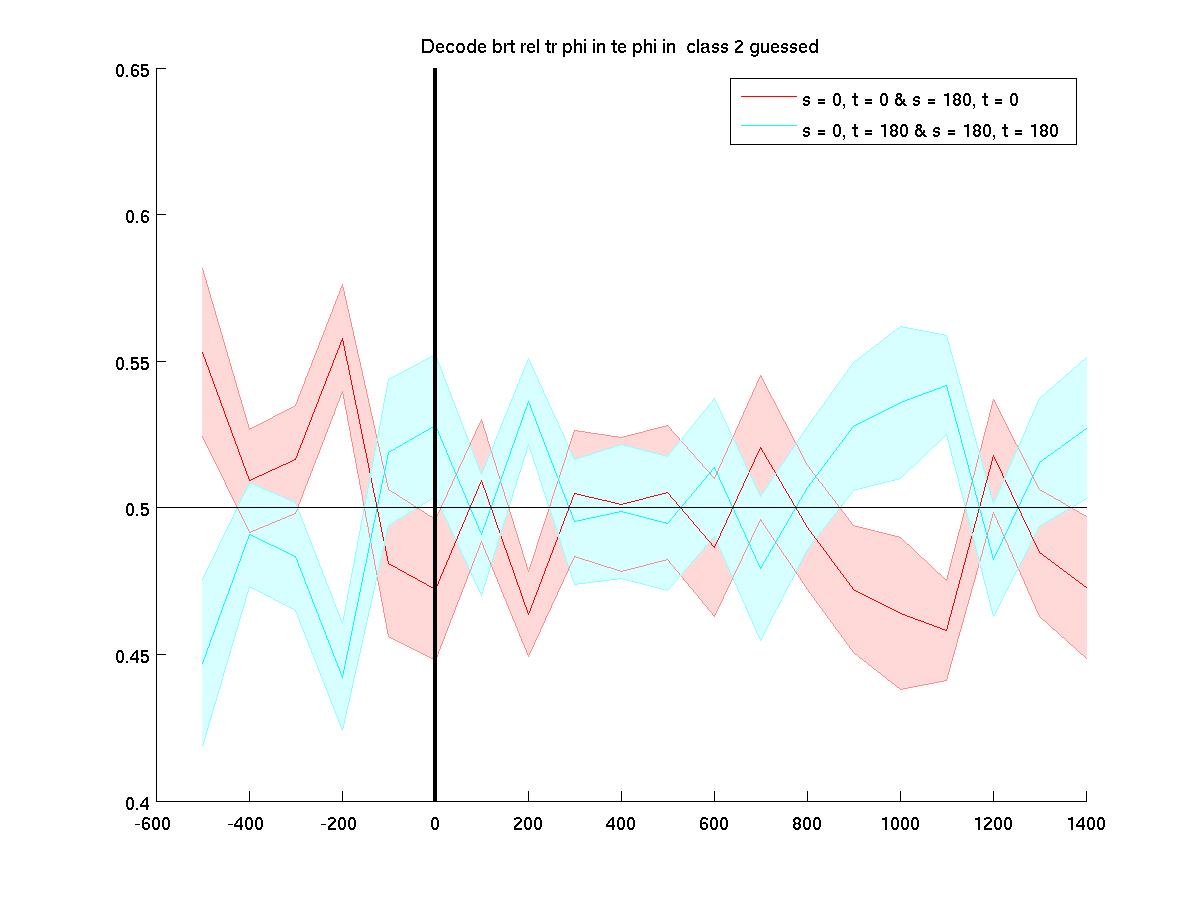 Decode brt rel tr phi in te phi in  class 2 guessed
s = 0, t = 0 & s = 180, t = 0
s = 0, t = 180 & s = 180, t = 180
0.65
0.6
0.55
0.5
0.45
0.4
-600 -400 -200 0 200 400 600 800 1000 1200 1400